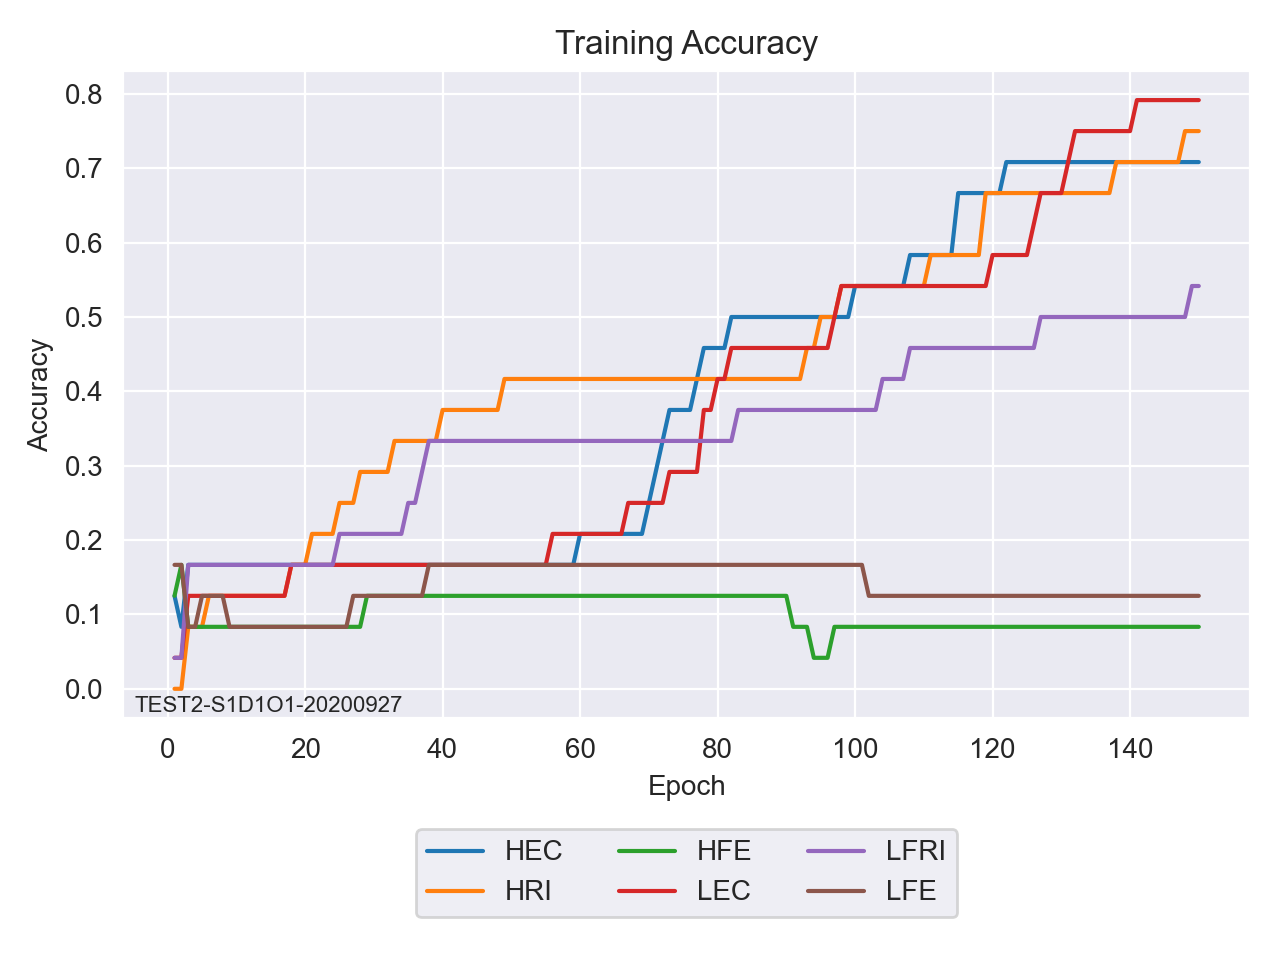 Training Accuracy
0.8
0.7
0.6
0.5
0.4
0.3
0.2
0.1
0.0
Accuracy
TEST2-S1D1O1-20200927
0 20 40 60 80 100 120 140
Epoch
HEC HFE LFRI
HRI LEC LFE